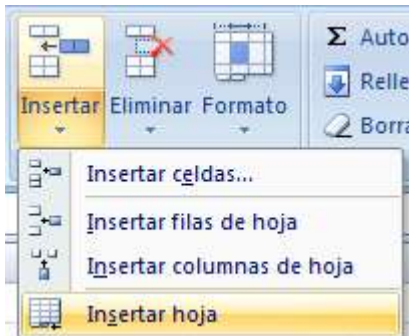 Σ Auto
Relle
Insertar Eliminar Formato
Borra
Insertar celdas...
Insertar filas de hoja
Insertar columnas de hoja
Insertar hoja